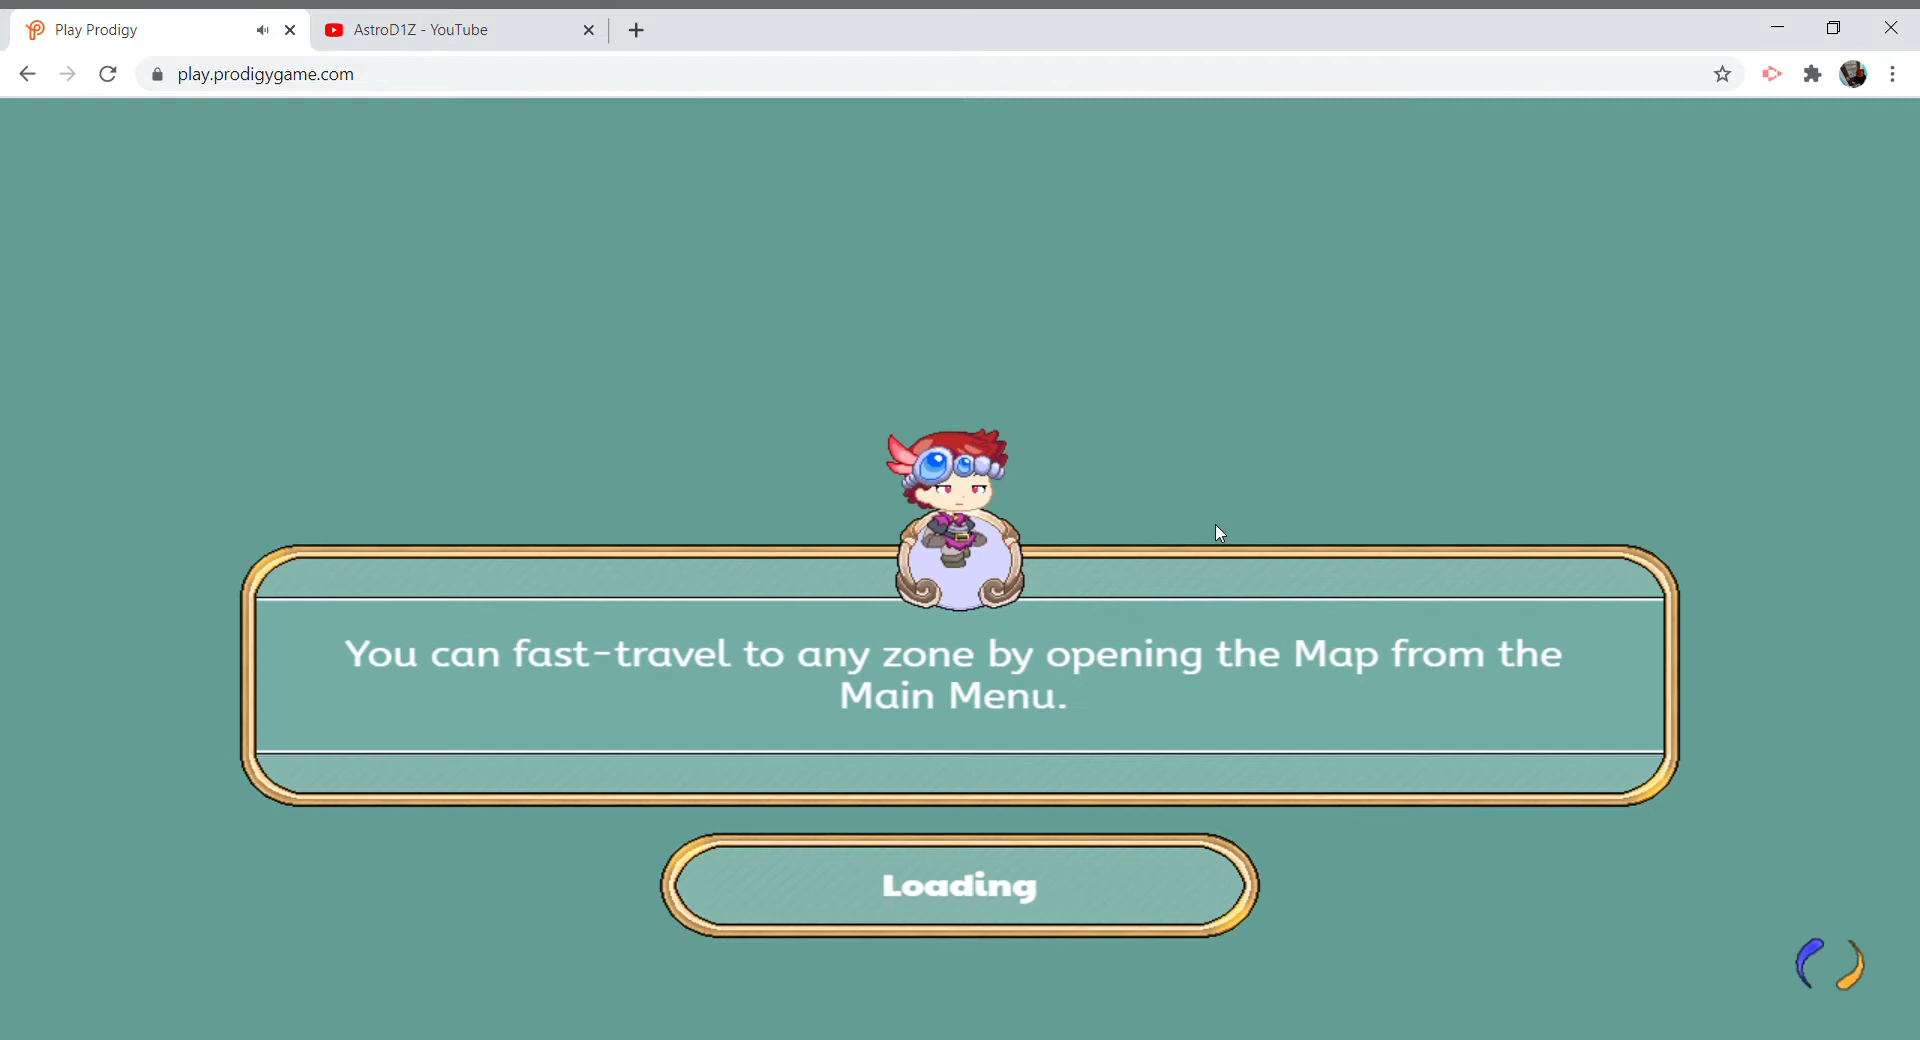 Play Prodigy
AstroD1Z - YouTube
play.prodigygame.com
You can fast-travel to any zone by opening the Map from the
Main Menu.
Loading